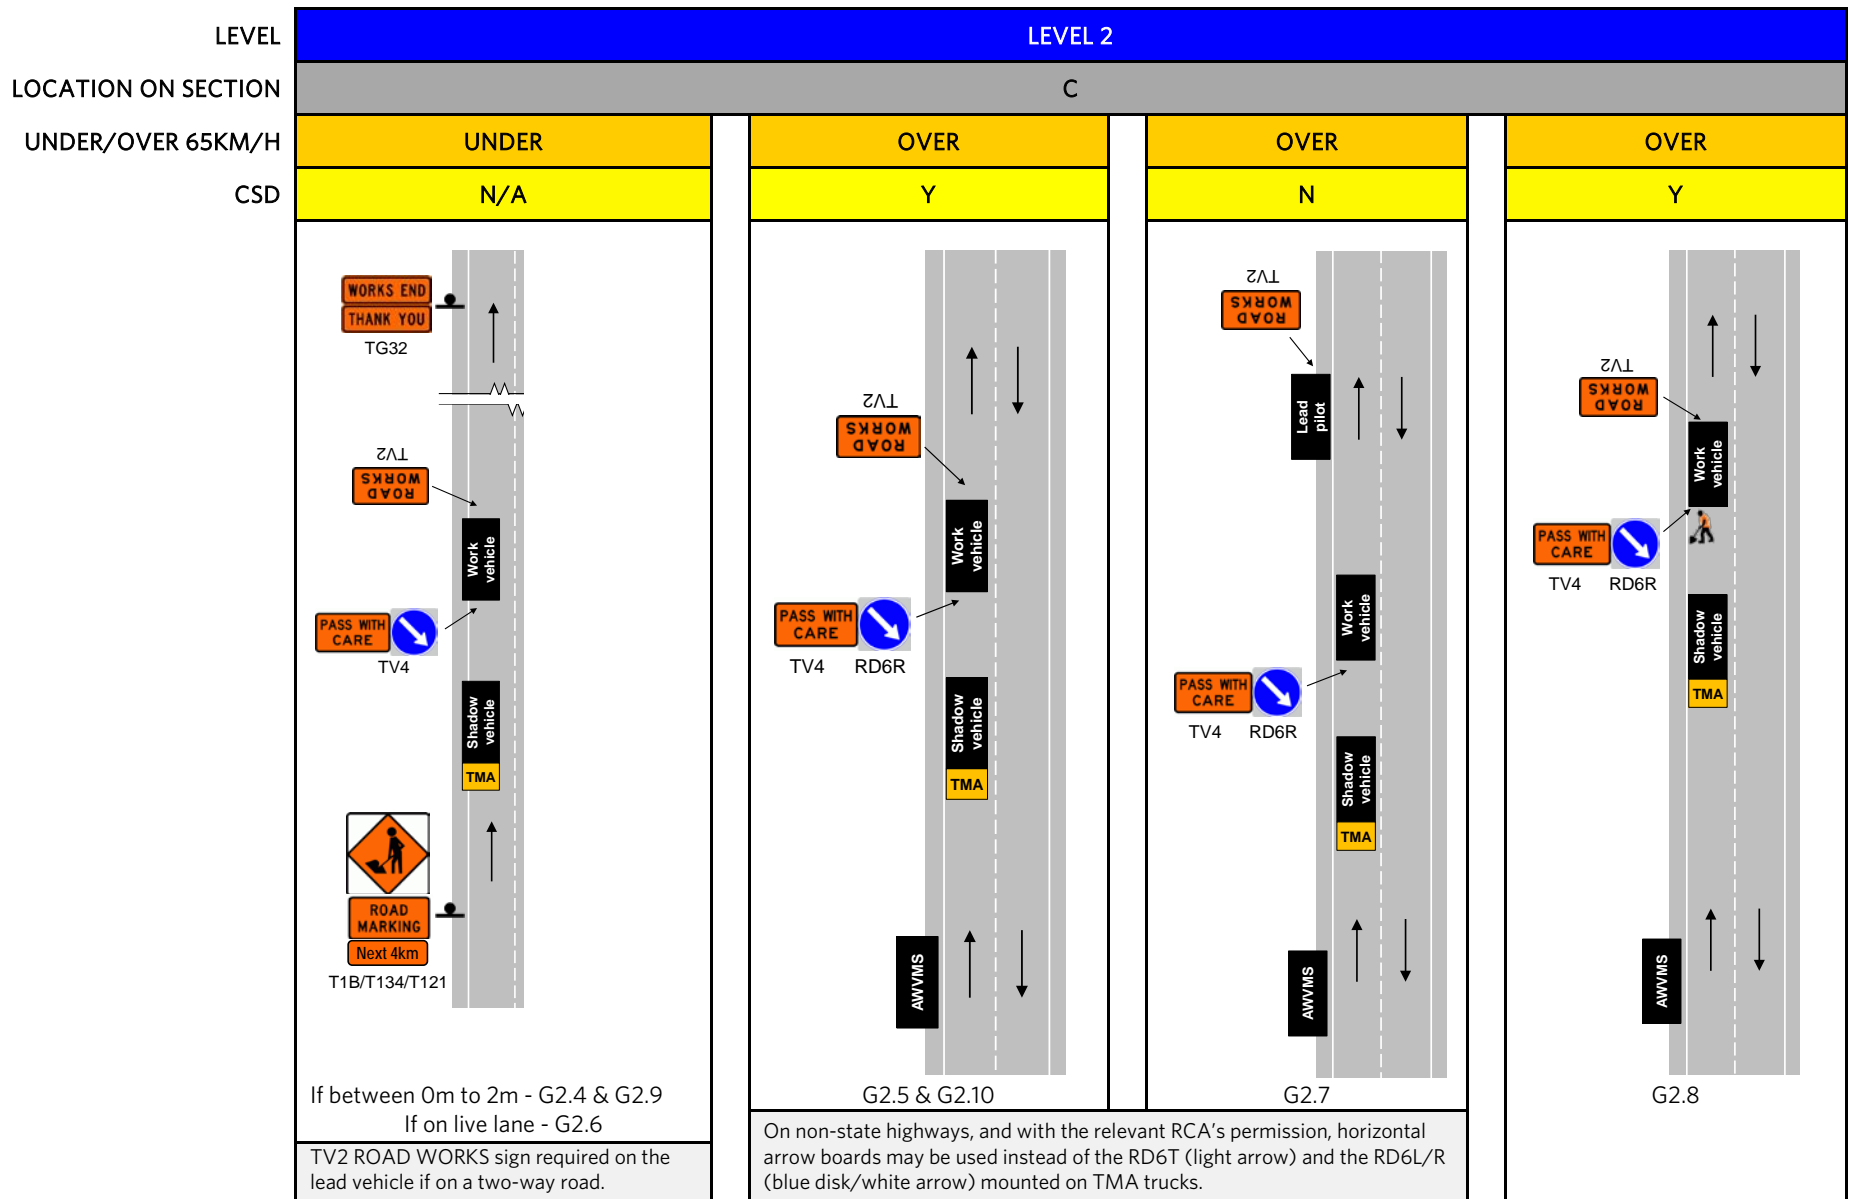 LEVEL
LEVEL 2
LOCATION ON SECTION
C
UNDER/OVER 65KM/H
UNDER
OVER
OVER
OVER
CSD
N/A
Y
N
Y
WORKS END
THANK YOU
TG32
TV2
ROAD
WORKS
Work
vehicle
PASS WITH
CARE
TV4
Shadow
vehicle
TMA
ROAD
MARKING
Next 4km
T1B/T134/T121
If between 0m to 2m - G2.4 & G2.9
If on live lane - G2.6
TV2 ROAD WORKS sign required on the
lead vehicle if on a two-way road.
TV2
ROAD
WORKS
Work
vehicle
PASS WITH
CARE
TV4 RD6R
Shadow
vehicle
TMA
AWVMS
G2.5 & G2.10
TV2
ROAD
WORKS
Lead
pilot
Work
vehicle
PASS WITH
CARE
TV4 RD6R
Shadow
vehicle
TMA
AWVMS
G2.7
On non-state highways, and with the relevant RCA's permission, horizontal
arrow boards may be used instead of the RD6T (light arrow) and the RD6L/R
(blue disk/white arrow) mounted on TMA trucks.
TV2
ROAD
WORKS
Work
vehicle
PASS WITH
CARE
TV4 RD6R
Shadow
vehicle
TMA
AWVMS
G2.8